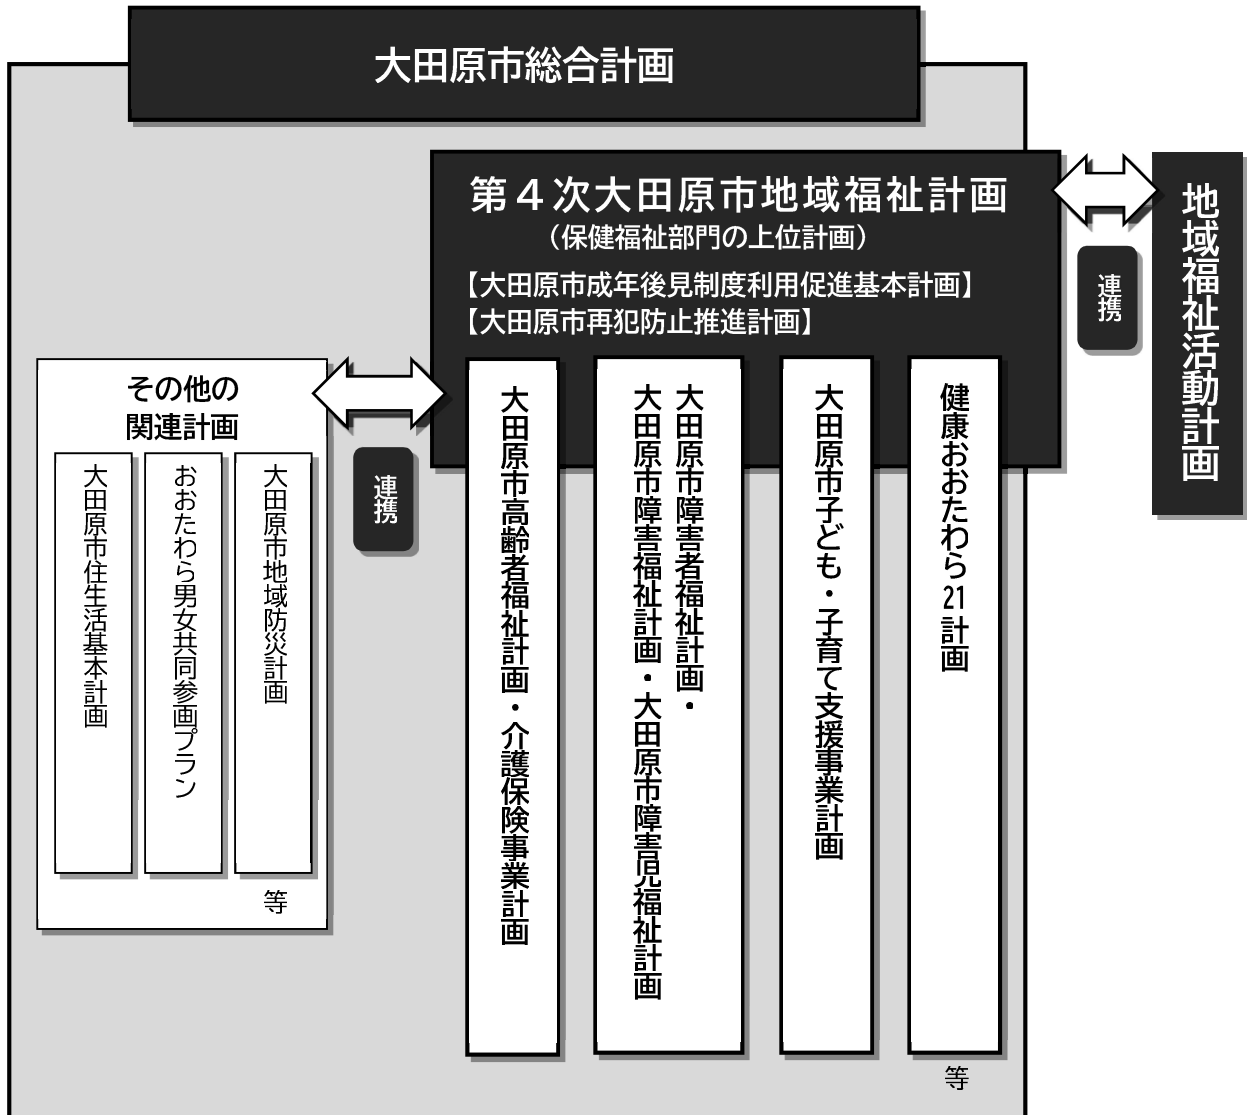 大田原市総合計画
第４次大田原市地域福祉計画
（保健福祉部門の上位計画）
【大田原市成年後見制度利用促進基本計画】
【大田原市再犯防止推進計画】
連携
地域福祉活動計画
その他の
関連計画
連携
大田原市住生活基本計画
おおたわら男女共同参画プラン
大田原市地域防災計画
等
大田原市高齢者福祉計画・介護保険事業計画
大田原市障害者福祉計画・
大田原市障害福祉計画・大田原市障害児福祉計画
大田原市子ども・子育て支援事業計画
健康おおたわら21計画
等